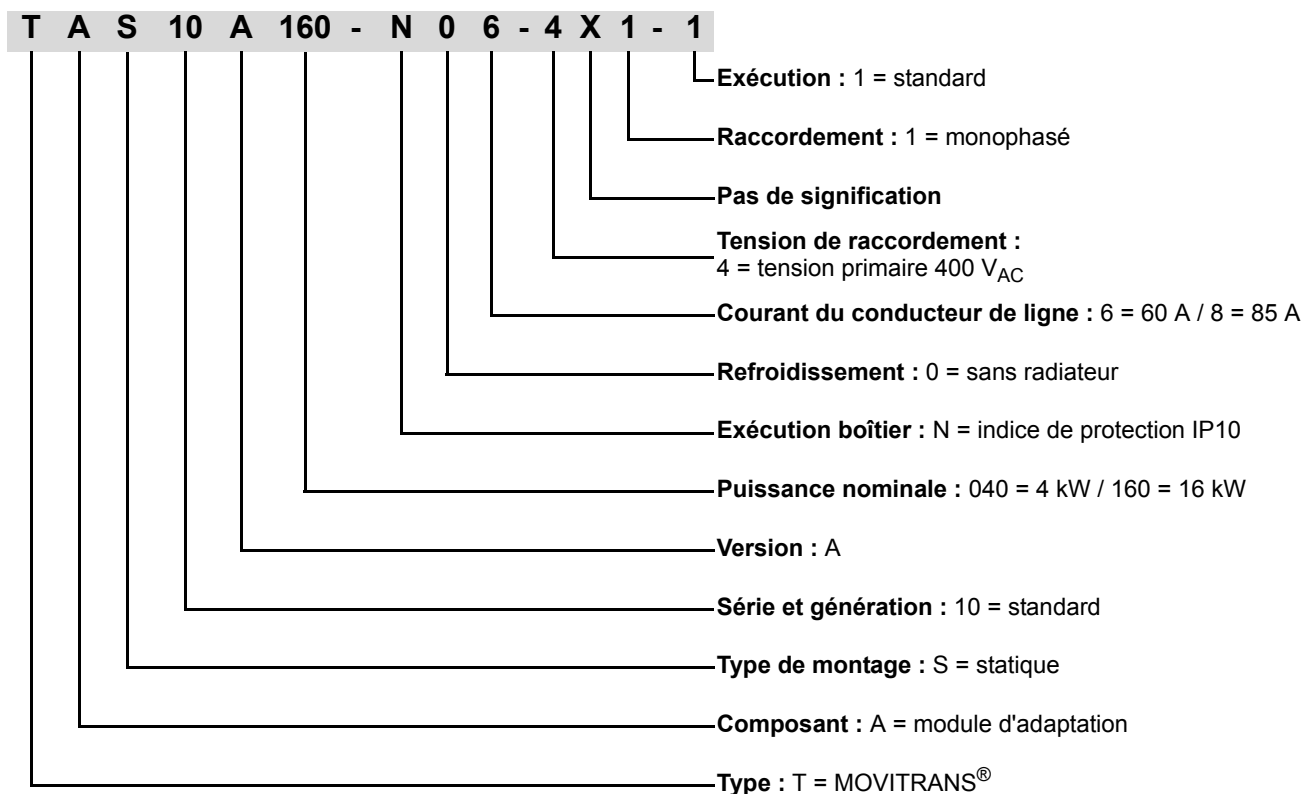 T A S 10 A 160 - N 0 6 - 4 X 1 - 1
Exécution : 1 = standard
Raccordement : 1 = monophasé
Pas de signification
Tension de raccordement :
4 = tension primaire 400 VAC
Courant du conducteur de ligne : 6 = 60 A / 8 = 85 A
Refroidissement : 0 = sans radiateur
Exécution boîtier : N = indice de protection IP10
Puissance nominale : 040 = 4 kW / 160 = 16 kW
Version : A
Série et génération : 10 = standard
Type de montage : S = statique
Composant : A = module d'adaptation
Type : T = MOVITRANS®